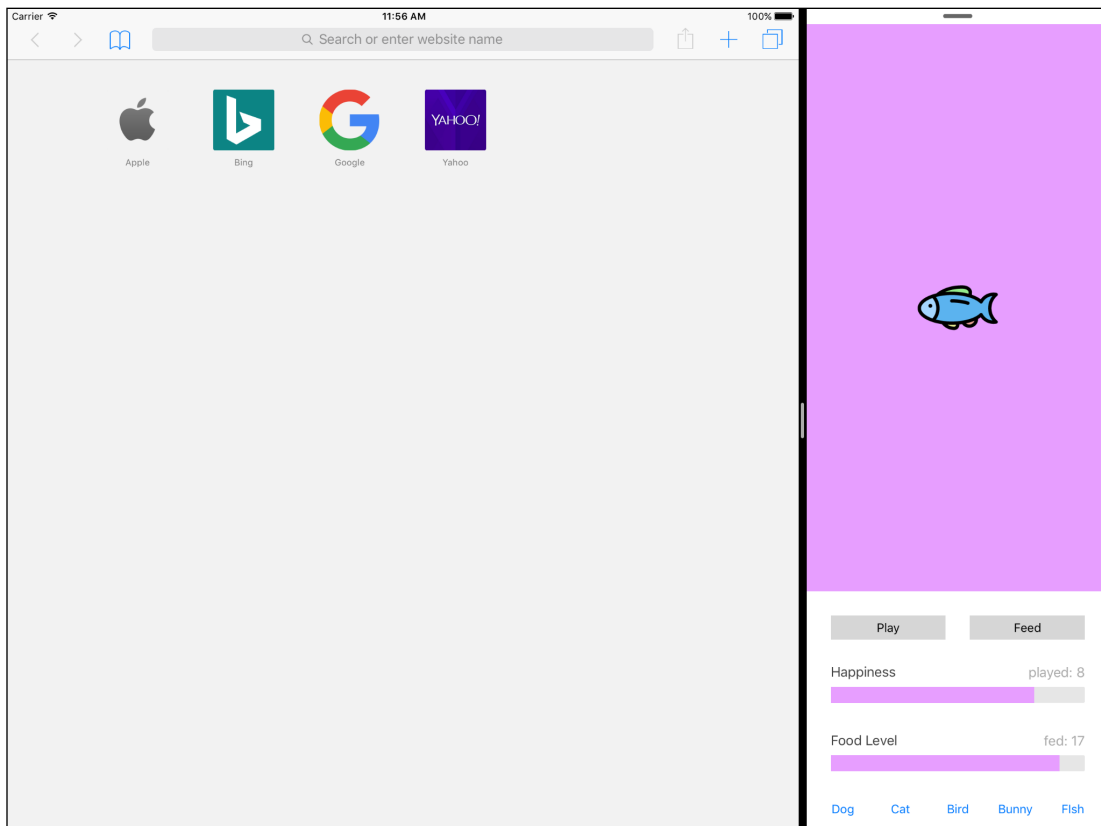 Carrier 11:56 AM 100%
Search or enter website name
YAHOO!
Apple Bing Google Yahoo
Play Feed
Happiness played: 8
Food Level fed: 17
Dog Cat Bird Bunny FIsh